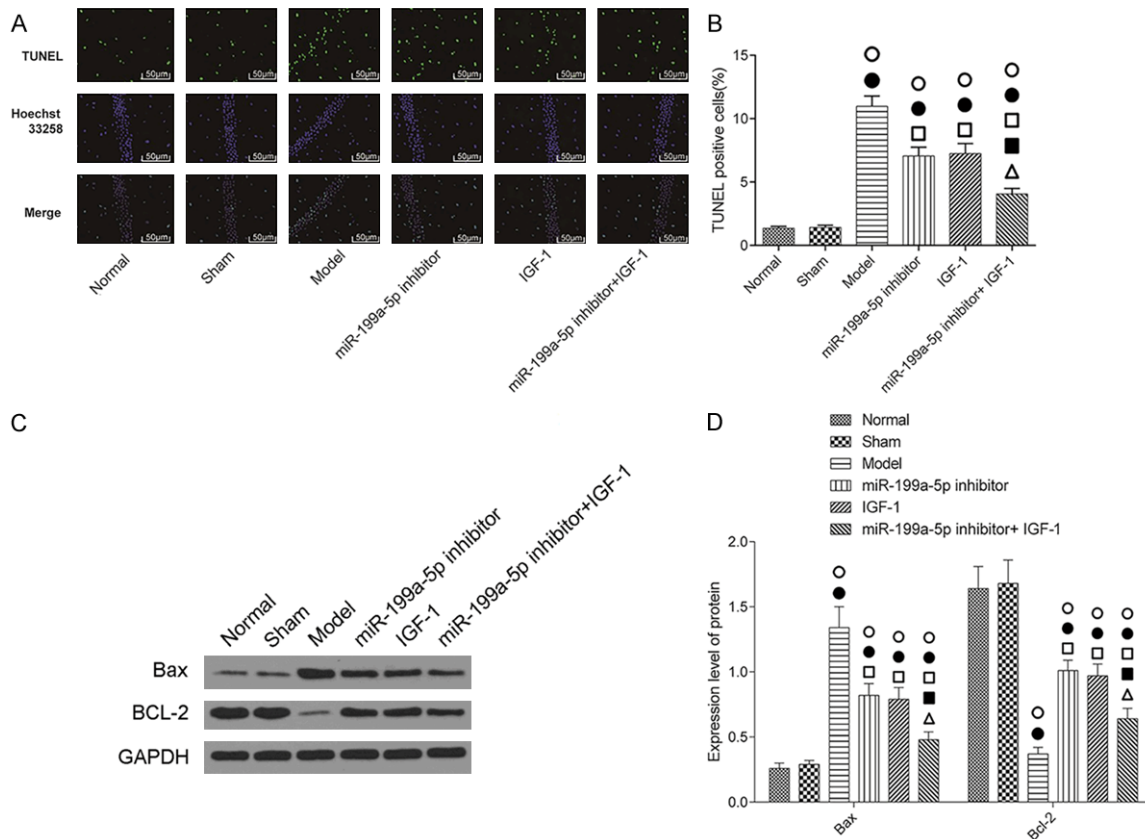 A
TUNEL
50μm 50μm 50μm 50μm 50μm 50μm
Hoechst
33258
50μm 50μm 50μm 50μm 50μm 50μm
Merge
50μm 50μm 50μm 50μm 50μm 50μm
Normal
Sham
Model
miR-199a-5p inhibitor
IGF-1
miR-199a-5p inhibitor+IGF-1
B
TUNEL positive cells(%)
15
10
5
0
Normal
Sham
Model
miR-199a-5p inhibitor
IGF-1
miR-199a-5p inhibitor+ IGF-1
C
Normal
Sham
Model
miR-199a-5p inhibitor
IGF-1
miR-199a-5p inhibitor+IGF-1
Bax
BCL-2
GAPDH
D
Normal
Sham
Model
miR-199a-5p inhibitor
IGF-1
miR-199a-5p inhibitor+ IGF-1
Expression level of protein
2.0
1.5
1.0
0.5
0.0
Bax
Bcl-2